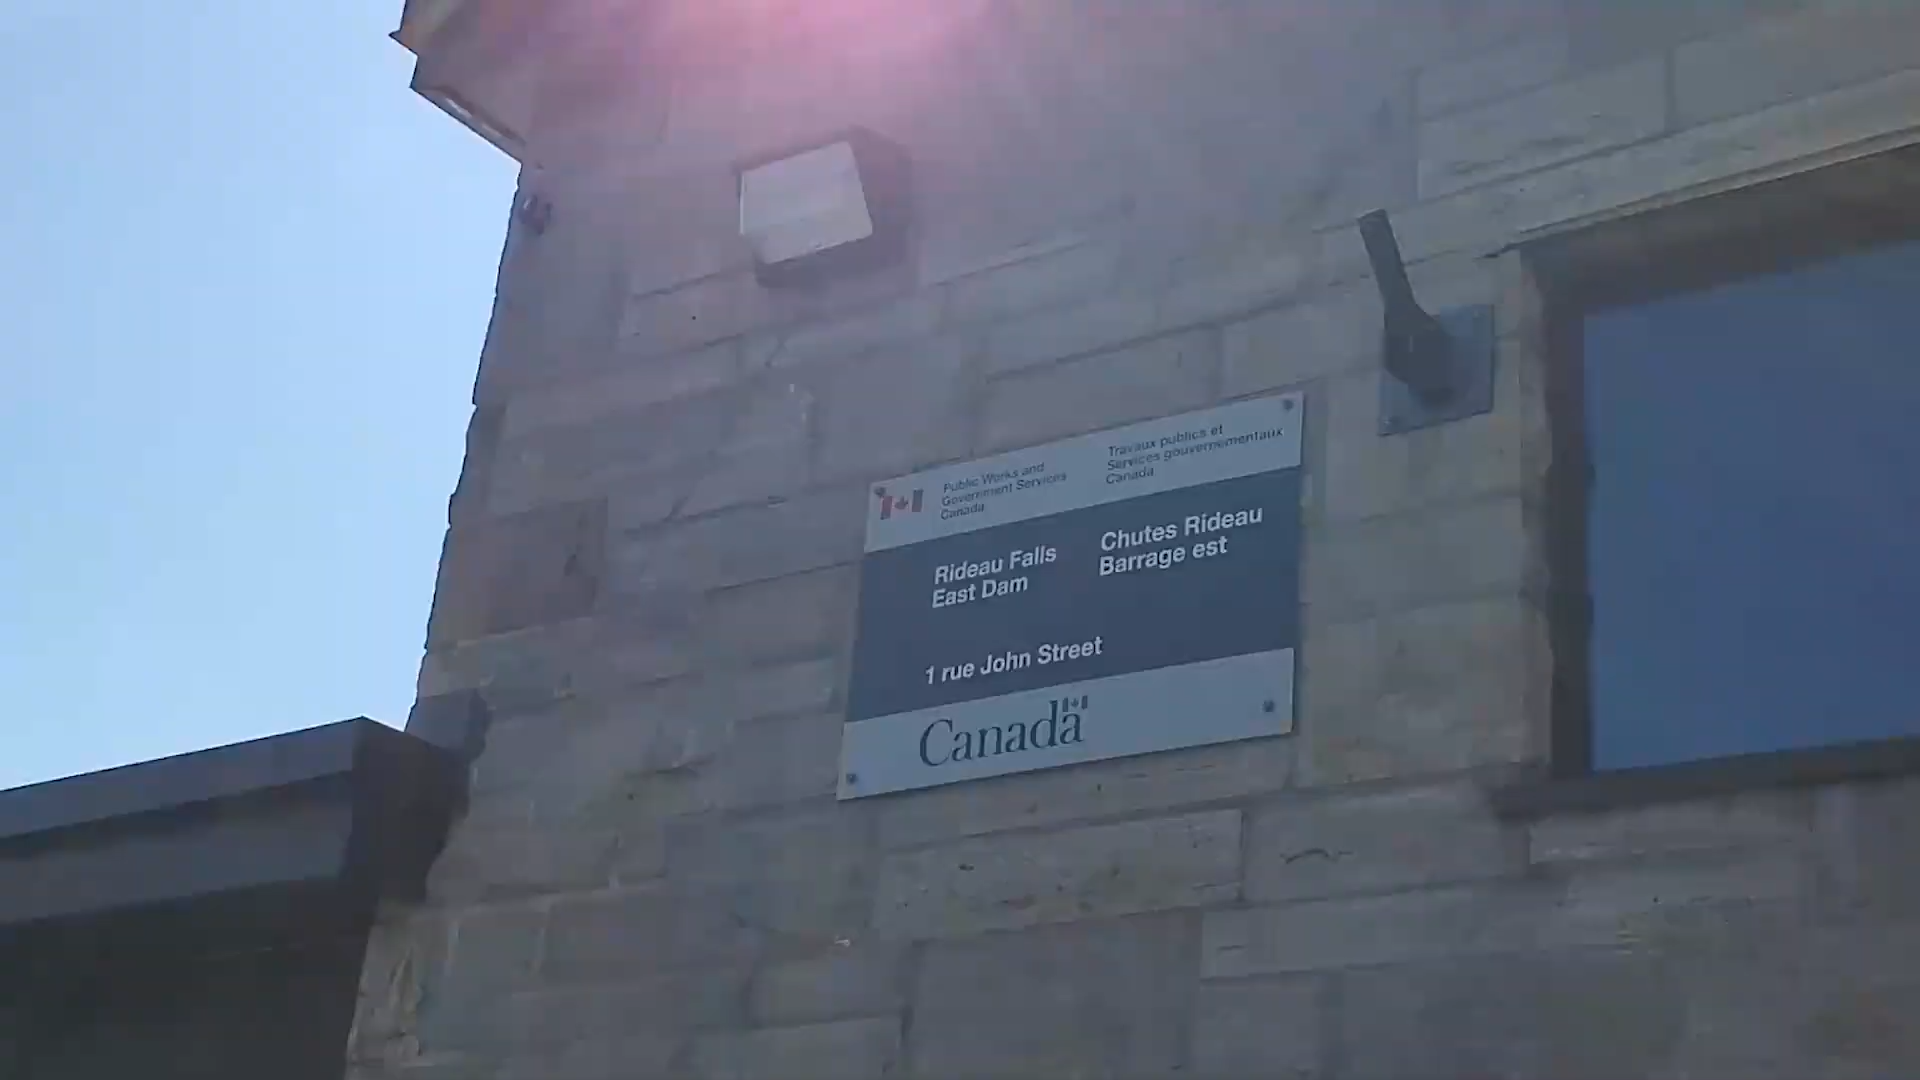 Public Works and
Government Services
Canada
Travaux publics et
Services gouvernementaux
Canada
Rideau Falls
East Dam
Chutes Rideau
Barrage est
1 rue John Street
Canada